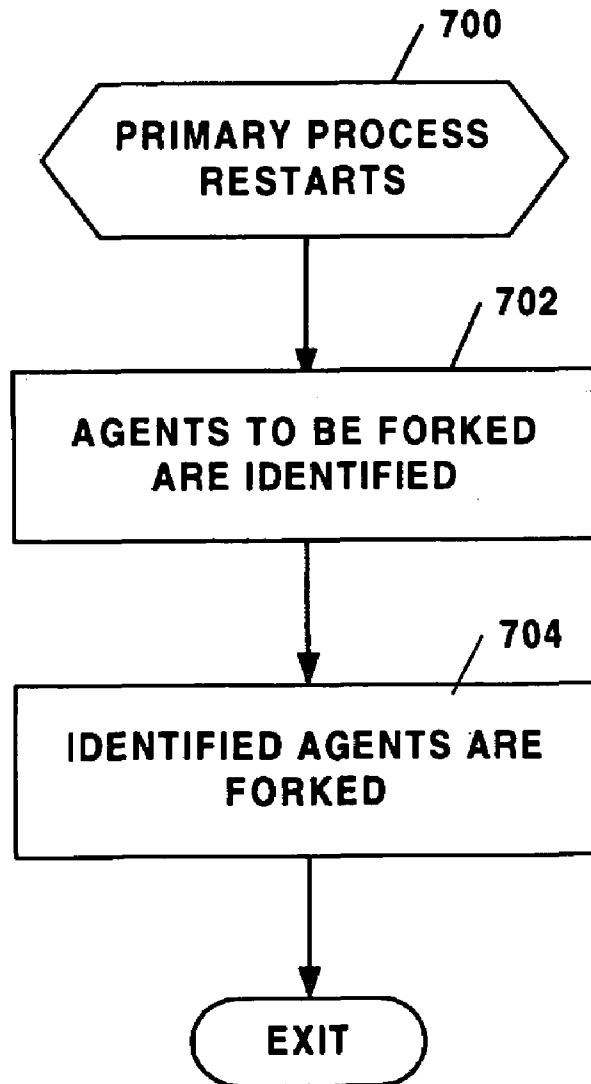 700
PRIMARY PROCESS
RESTARTS
702
AGENTS TO BE FORKED
ARE IDENTIFIED
704
IDENTIFIED AGENTS ARE
FORKED
EXIT